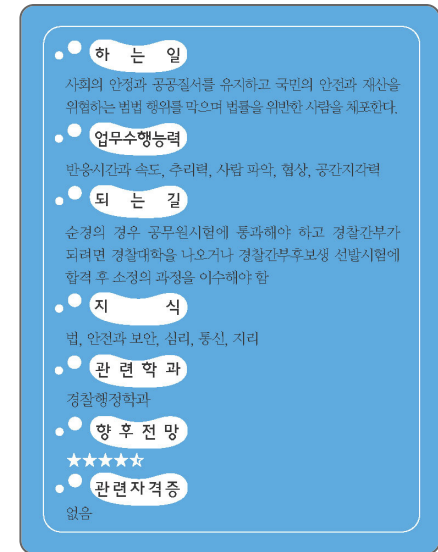 하 는 일
사회의 안정과 공공질서를 유지하고 국민의 안전과 재산을
위협하는 범법 행위를 막으며 법률을 위반한 사람을 체포한다.
업무수행능력
반응시간과 속도, 추리력, 사람 파악, 협상, 공간지각력
되 는 길
순경의 경우 공무원시험에 통과해야 하고 경찰간부가
되려면 경찰대학을 나오거나 경찰간부후보생 선발시험에
합격 후 소정의 과정을 이수해야 함
지 식
법, 안전과 보안, 심리, 통신, 지리
관 련 학 과
경찰행정학과
향 후 전 망
관련자격증
없음